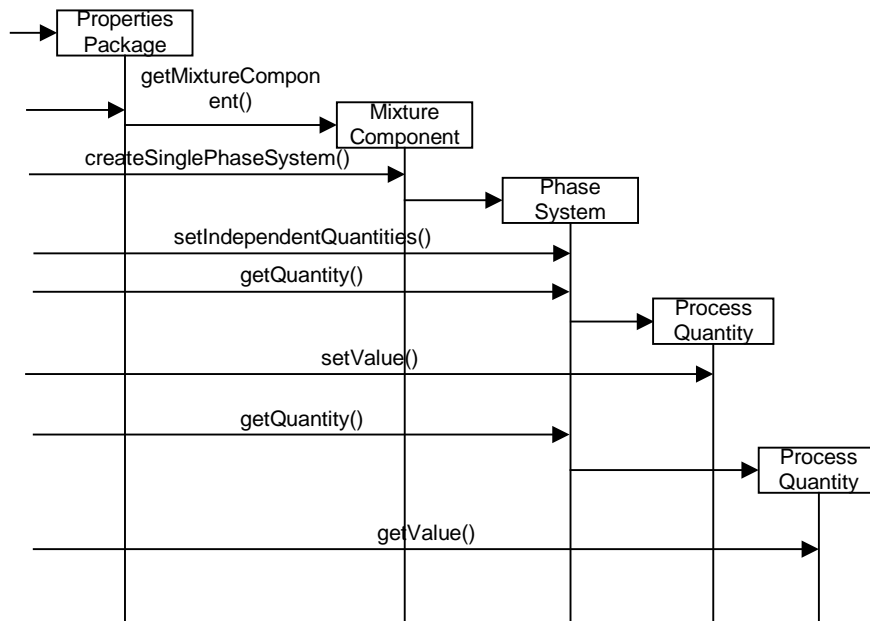 Properties
Package
getMixtureCompon
ent()
Mixture
Component
createSinglePhaseSystem()
Phase
System
setIndependentQuantities()
getQuantity()
Process
Quantity
setValue()
getQuantity()
Process
Quantity
getValue()